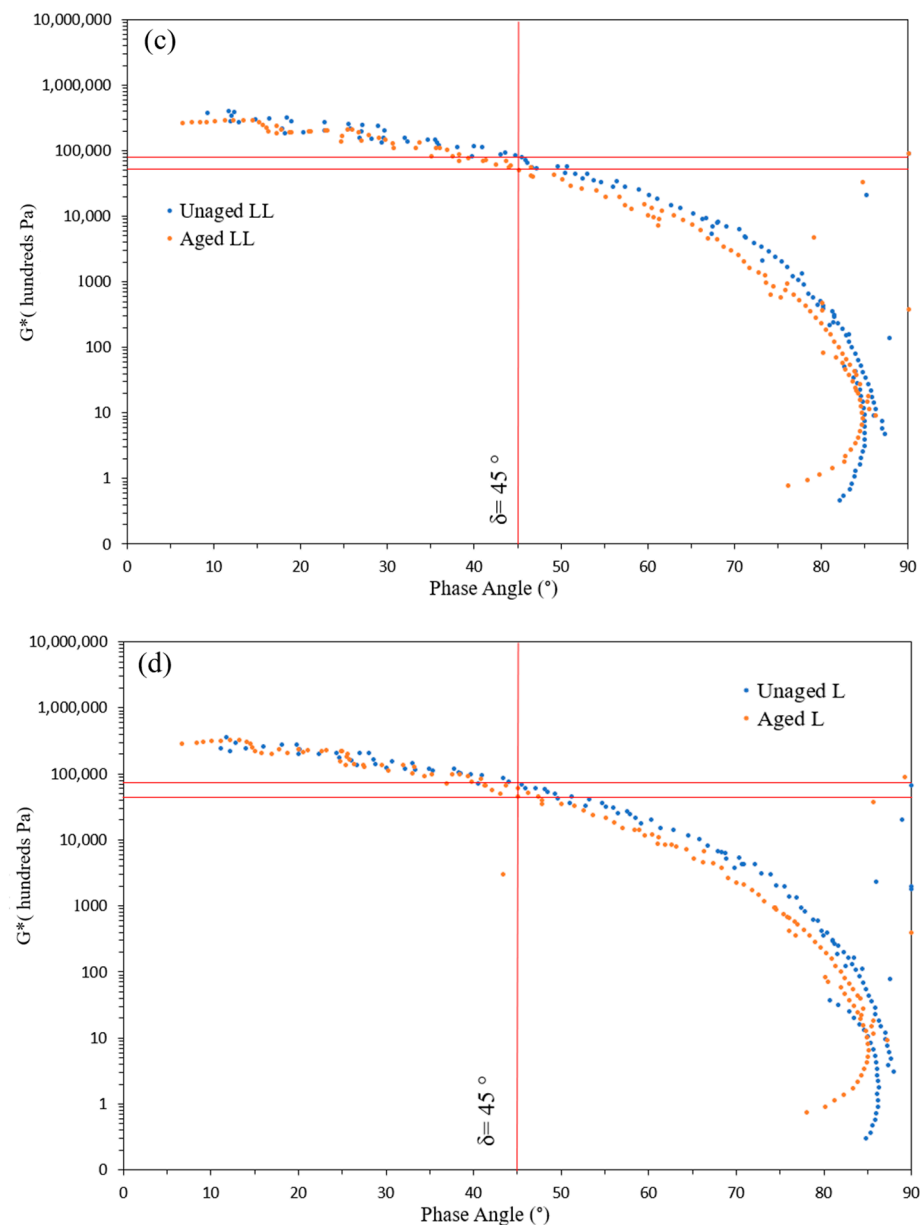 (c)
10,000,000
1,000,000
100,000
10,000
1000
100
10
1
0
G*( hundreds Pa)
Unaged LL
Aged LL
δ= 45 °
0 10 20 30 40 50 60 70 80 90
Phase Angle (°)
(d)
10,000,000
1,000,000
100,000
10,000
1000
100
10
1
0
G*( hundreds Pa)
Unaged L
Aged L
δ= 45 °
0 10 20 30 40 50 60 70 80 90
Phase Angle (°)